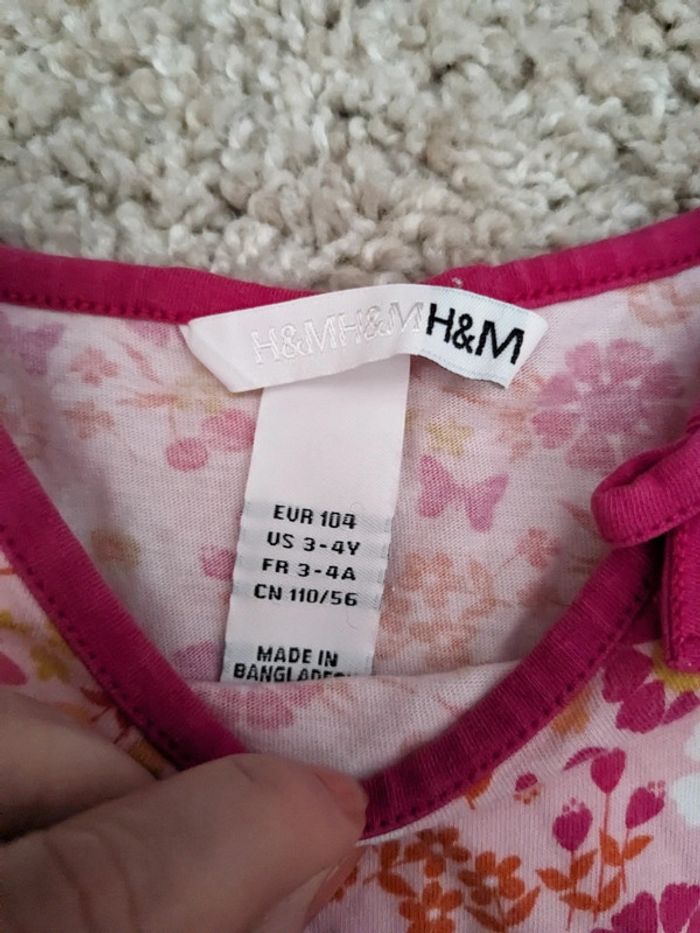 H&MH&MH&M
EUR 104
US 3-4Y
FR 3-4A
CN 110/56
MADE IN